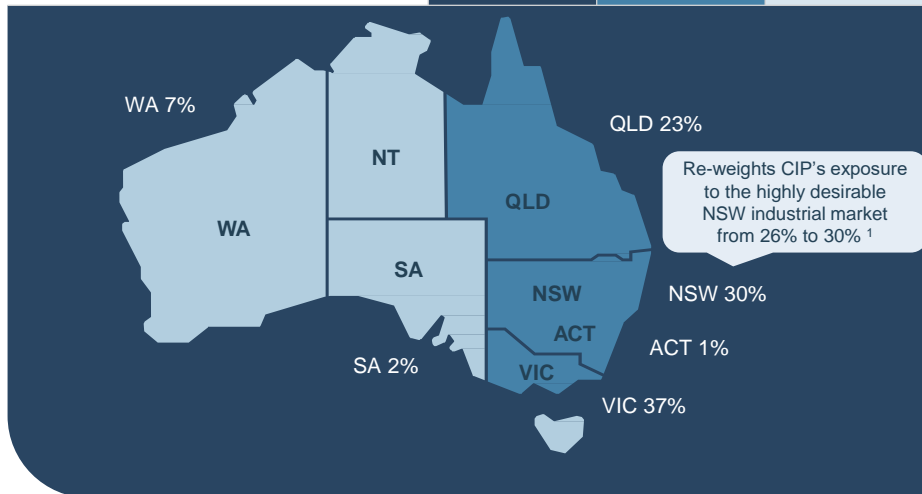 WA 7%
QLD 23%
NT
Re-weights CIP's exposure
to the highly desirable
NSW industrial market
from 26% to 30% ¹
QLD
WA
SA
NSW
NSW 30%
ACT
ACT 1%
SA 2%
VIC
VIC 37%